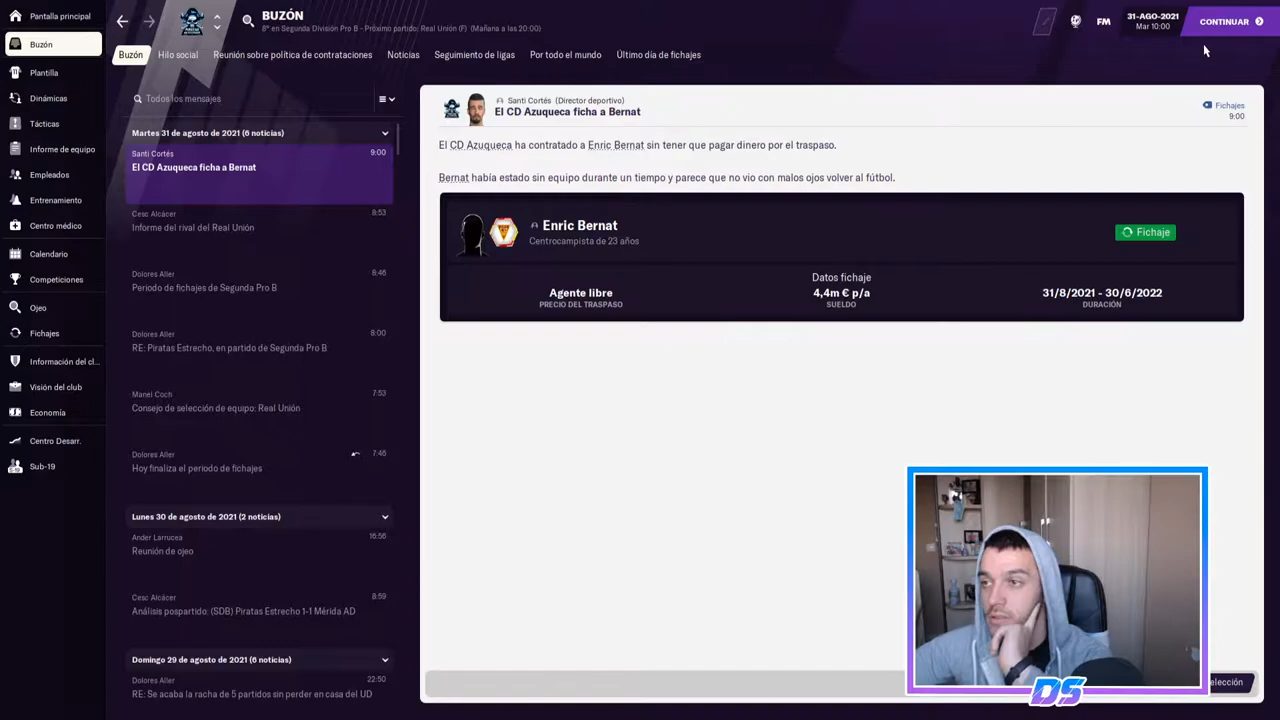 Pantalla principal
Buzón
Plantilla
Dinámicas
Tácticas
Informe de equipo
Empleados
Entrenamiento
Centro médico
Calendario
Competiciones
Ojeo
Fichajes
Información del cl...
Visión del club
Economía
Centro Desarr.
Sub-19
BUZÓN
8º en Segunda División Pro B - Próximo partido: Real Unión (F) (Mañana a las 20:00)
FM
31-AGO-2021
Mar 10:00
CONTINUAR
Buzón
Hilo social
Reunión sobre política de contrataciones
Noticias
Seguimiento de ligas
Por todo el mundo
Último día de fichajes
Todos los mensajes
Martes 31 de agosto de 2021 (6 noticias)
Santi Cortés 9:00
El CD Azuqueca ficha a Bernat
Cesc Alcácer 8:53
Informe del rival del Real Unión
Dolores Aller 8:46
Periodo de fichajes de Segunda Pro B
Dolores Aller 8:00
RE: Piratas Estrecho, en partido de Segunda Pro B
Manel Coch 7:53
Consejo de selección de equipo: Real Unión
Dolores Aller 7:46
Hoy finaliza el periodo de fichajes
Lunes 30 de agosto de 2021 (2 noticias)
Ander Larrucea 16:56
Reunión de ojeo
Cesc Alcácer 8:59
Análisis pospartido: (SDB) Piratas Estrecho 1-1 Mérida AD
Domingo 29 de agosto de 2021 (6 noticias)
Dolores Aller 22:50
RE: Se acaba la racha de 5 partidos sin perder en casa del UD
Santi Cortés (Director deportivo)
El CD Azuqueca ficha a Bernat
Fichajes
9:00
El CD Azuqueca ha contratado a Enric Bernat sin tener que pagar dinero por el traspaso.
Bernat había estado sin equipo durante un tiempo y parece que no vio con malos ojos volver al fútbol.
Enric Bernat
Centrocampista de 23 años
Fichaje
Datos fichaje
Agente libre
PRECIO DEL TRASPASO
4,4m € p/a
SUELDO
31/8/2021 - 30/6/2022
DURACIÓN
elección
DS